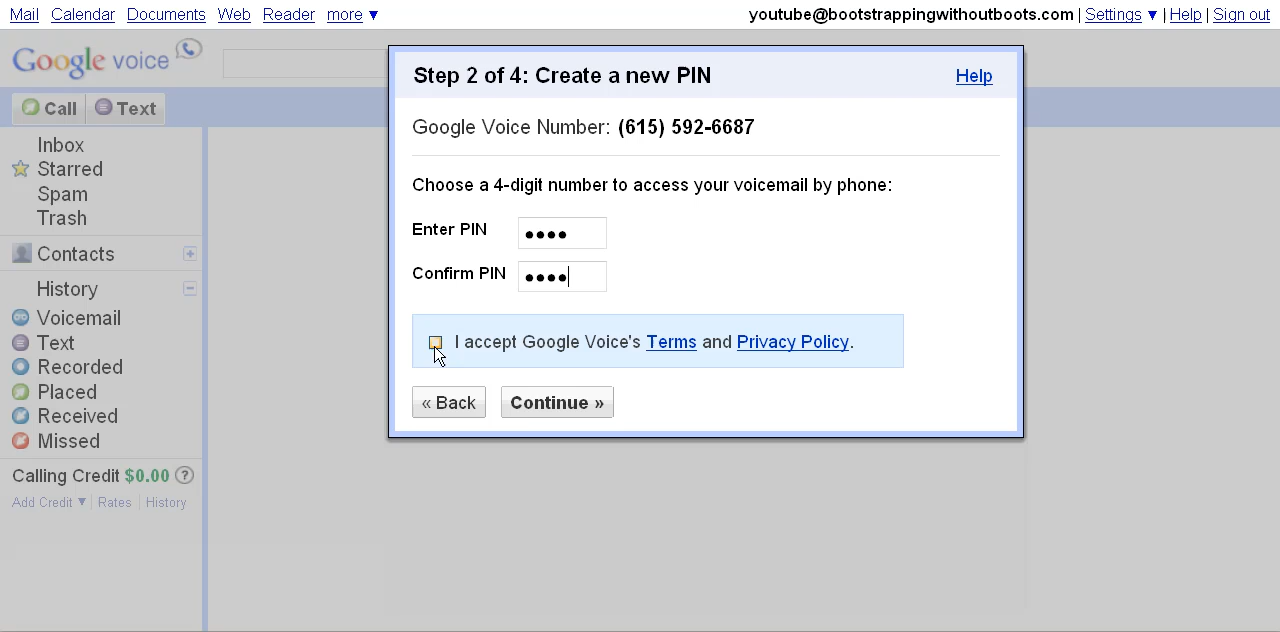 Mail Calendar Documents Web Reader more ▼
youtube@bootstrappingwithoutboots.com | Settings ▼ | Help | Sign out
Google voice
Call Text
Inbox
Starred
Spam
Trash
Contacts
History
Voicemail
Text
Recorded
Placed
Received
Missed
Calling Credit $0.00 ?
Add Credit ▼ | Rates | History
Step 2 of 4: Create a new PIN
Help
Google Voice Number: (615) 592-6687
Choose a 4-digit number to access your voicemail by phone:
Enter PIN ••••
Confirm PIN ••••
I accept Google Voice's Terms and Privacy Policy.
« Back Continue »